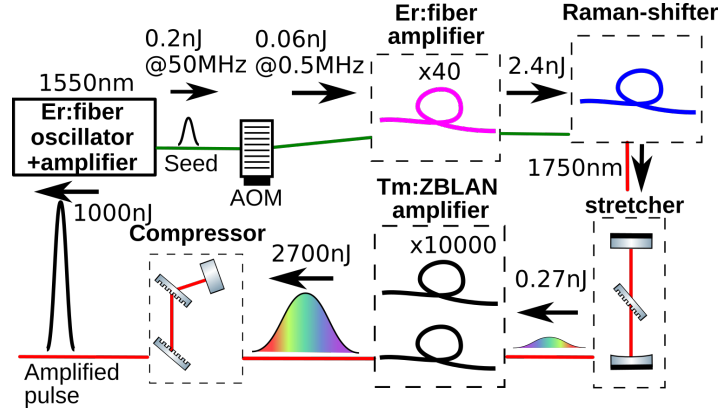 Er:fiber
amplifier
Raman-shifter
0.2nJ
@50MHz
0.06nJ
@0.5MHz
x40
2.4nJ
1550nm
Er:fiber
oscillator
+amplifier
Seed
AOM
1750nm
stretcher
Tm:ZBLAN
amplifier
x10000
0.27nJ
2700nJ
Compressor
1000nJ
Amplified
pulse